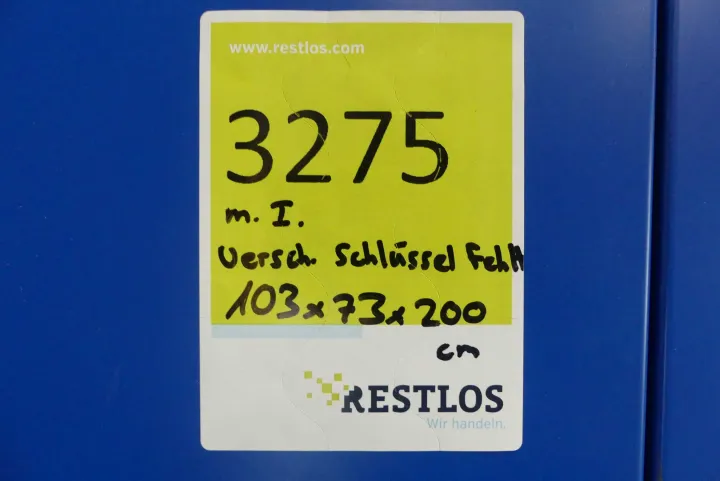 www.restlos.com
3275
m. I.
Versch. Schlüssel Fehlt
103x73x200
cm
RESTLOS
Wir handeln.